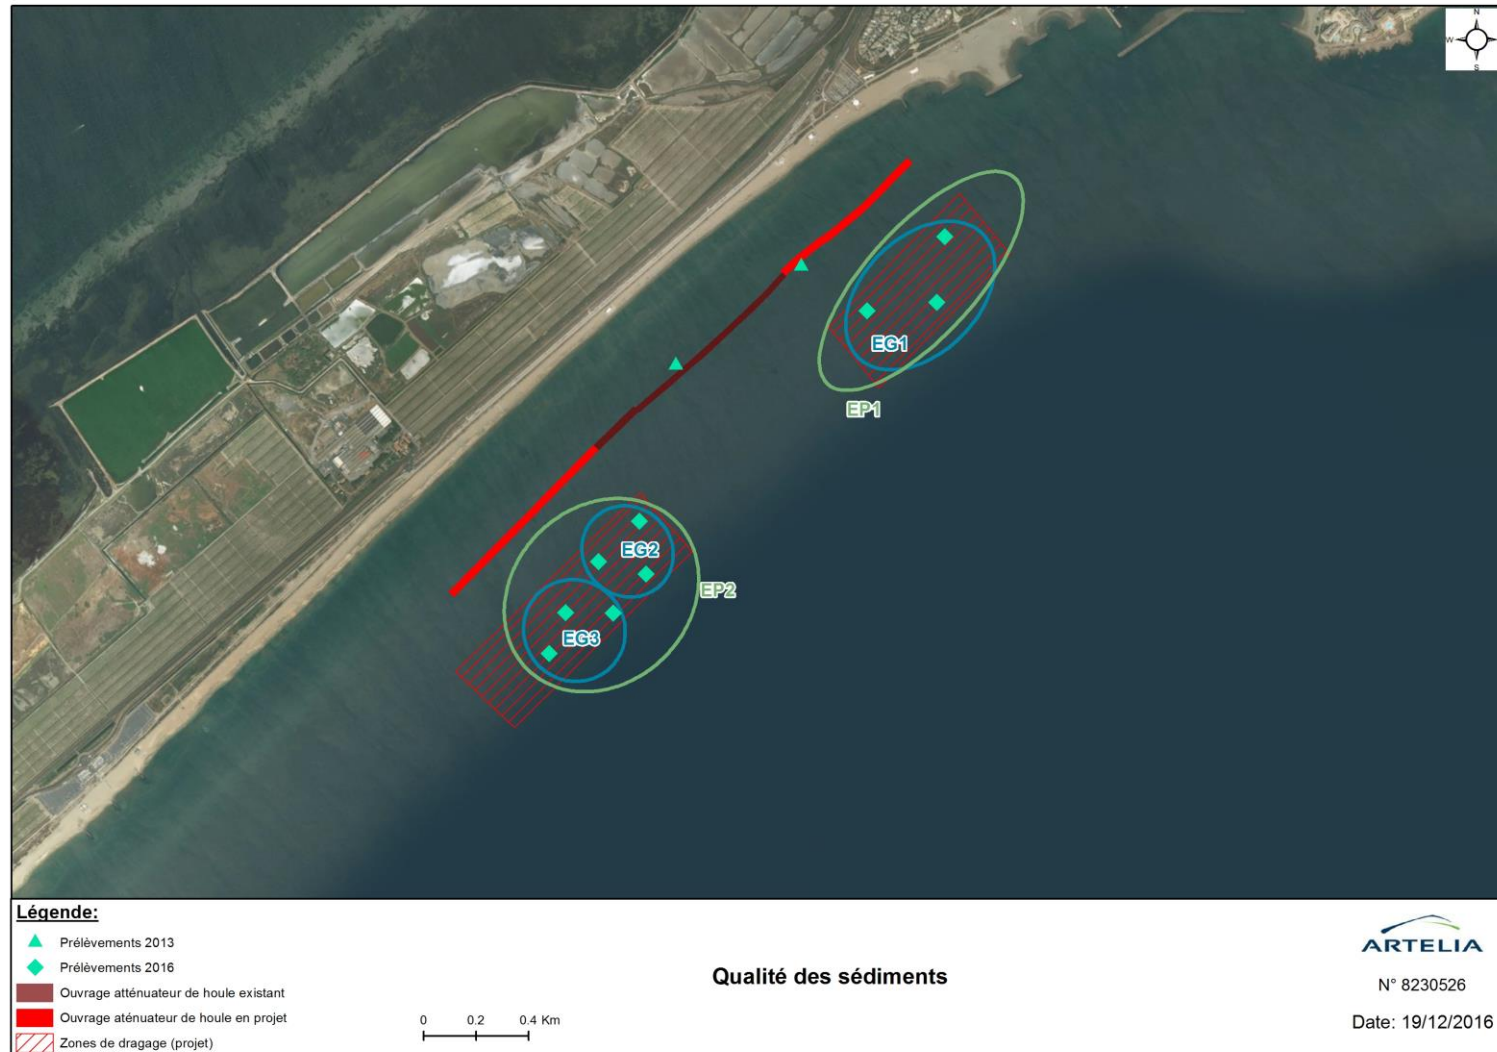 N
W
S
EG1
EP1
EG2
EP2
EG3
Légende:
Prélèvements 2013
Prélèvements 2016
Ouvrage atténuateur de houle existant
Ouvrage aténuateur de houle en projet
Zones de dragage (projet)
0 0.2 0.4 Km
Qualité des sédiments
ARTELIA
N° 8230526
Date: 19/12/2016